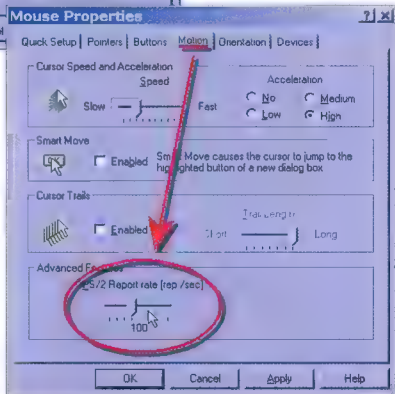 Mouse Properties
Quick Setup Pointers Buttons Motion Orientation Devices
Cursor Speed and Acceleration
Speed
Slow Fast
Acceleration
No Medium
Low High
Smart Move
Enabled
Smart Move causes the cursor to jump to the
highlighted button of a new dialog box
Cursor Trails
Enabled
Trail Length
Short Long
Advanced Features
PS/2 Report rate [rep /sec]
100
OK Cancel Apply Help